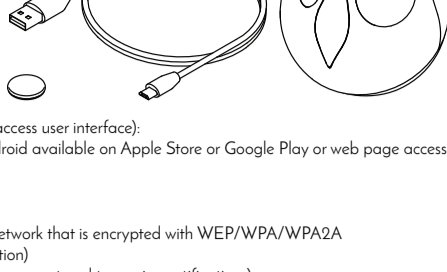 access user interface):
droid available on Apple Store or Google Play or web page access
etwork that is encrypted with WEP/WPA/WPA2A
tion)